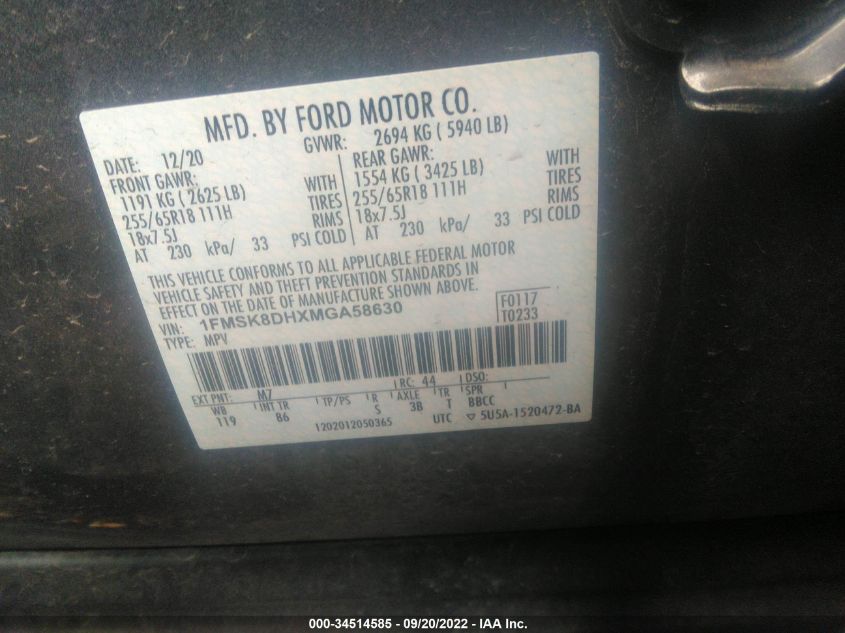 MFD. BY FORD MOTOR CO.
DATE: 12/20 GVWR: 2694 KG ( 5940 LB)
FRONT GAWR: REAR GAWR:
1191 KG ( 2625 LB) WITH 1554 KG ( 3425 LB) WITH
255/65R18 111H TIRES 255/65R18 111H TIRES
18x7.5J RIMS 18x7.5J RIMS
AT 230 kPa/ 33 PSI COLD AT 230 kPa/ 33 PSI COLD
THIS VEHICLE CONFORMS TO ALL APPLICABLE FEDERAL MOTOR
VEHICLE SAFETY AND THEFT PREVENTION STANDARDS IN
EFFECT ON THE DATE OF MANUFACTURE SHOWN ABOVE.
VIN: 1FMSK8DHXMGA58630 F0117
TYPE: MPV T0233
EXT PNT: M7 RC: 44 DSO:
WB INT TR TP/PS R AXLE TR SPR
119 86 S 3B T BBCC
1202012050365 UTC ▽ 5U5A-1520472-BA
000-34514585 - 09/20/2022 - IAA Inc.